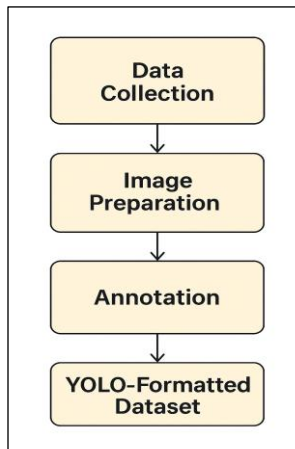 Data
Collection
Image
Preparation
Annotation
YOLO-Formatted
Dataset